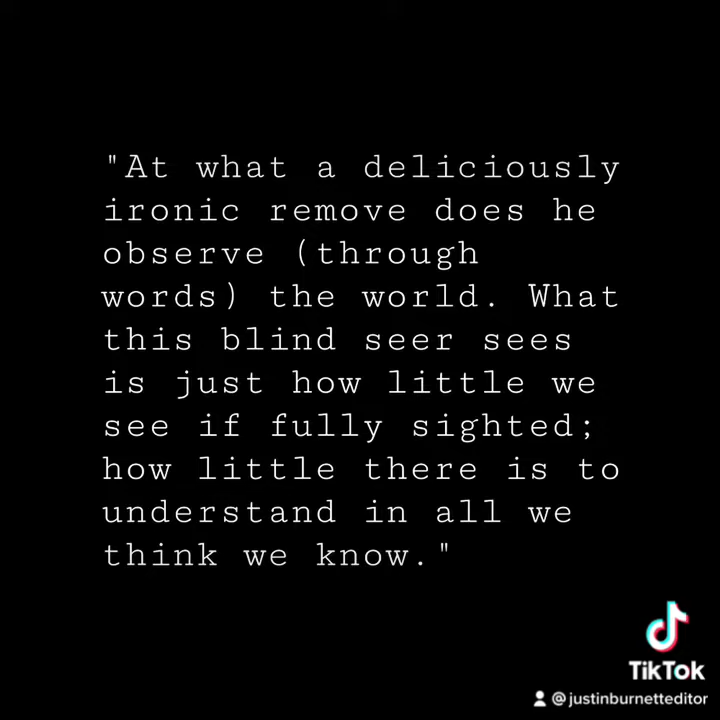 "At what a deliciously
ironic remove does he
observe (through
words) the world. What
this blind seer sees
is just how little we
see if fully sighted;
how little there is to
understand in all we
think we know."
TikTok
@justinburnetteditor